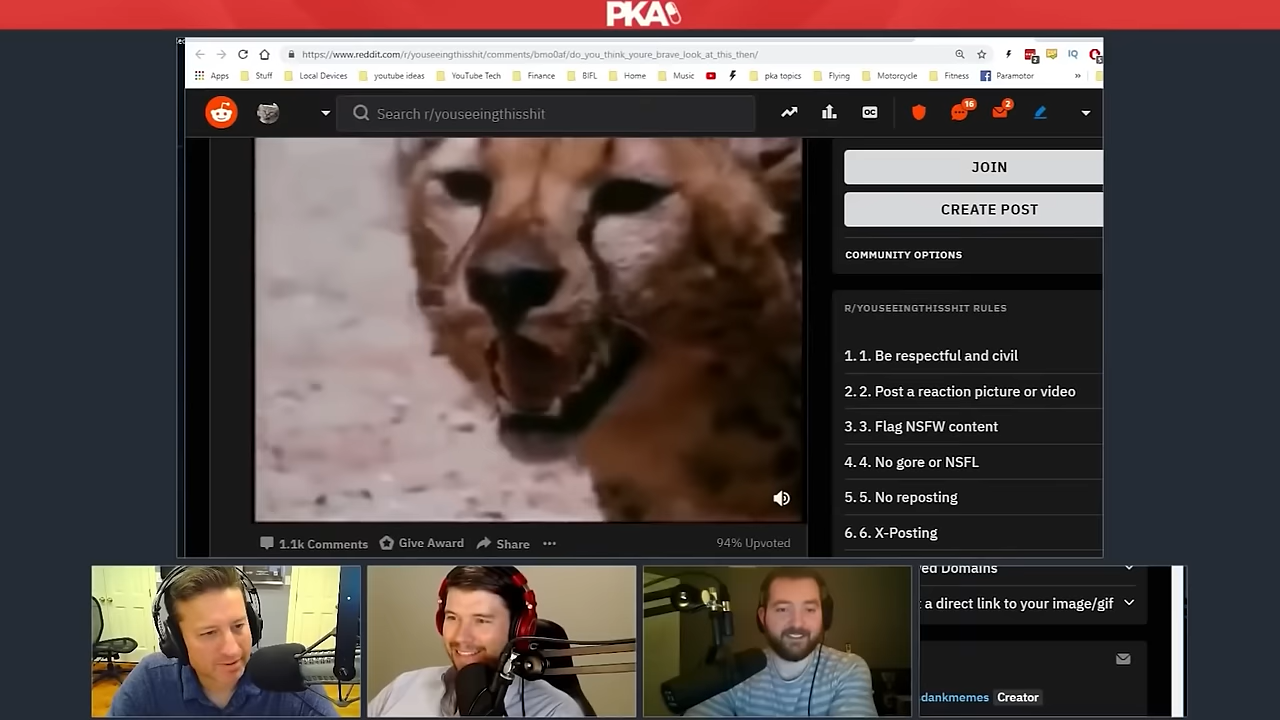 PKA
https://www.reddit.com/r/youseeingthisshit/comments/bmo0af/do_you_think_youre_brave_look_at_this_then/
Apps Stuff Local Devices youtube ideas YouTube Tech Finance BIFL Home Music pka topics Flying Motorcycle Fitness Paramotor »
Search r/youseeingthisshit
16
2
JOIN
CREATE POST
COMMUNITY OPTIONS
R/YOUSEEINGTHISSHIT RULES
1. 1. Be respectful and civil
2. 2. Post a reaction picture or video
3. 3. Flag NSFW content
4. 4. No gore or NSFL
5. 5. No reposting
6. 6. X-Posting
1.1k Comments Give Award Share ••• 94% Upvoted
ed Domains
a direct link to your image/gif
dankmemes Creator